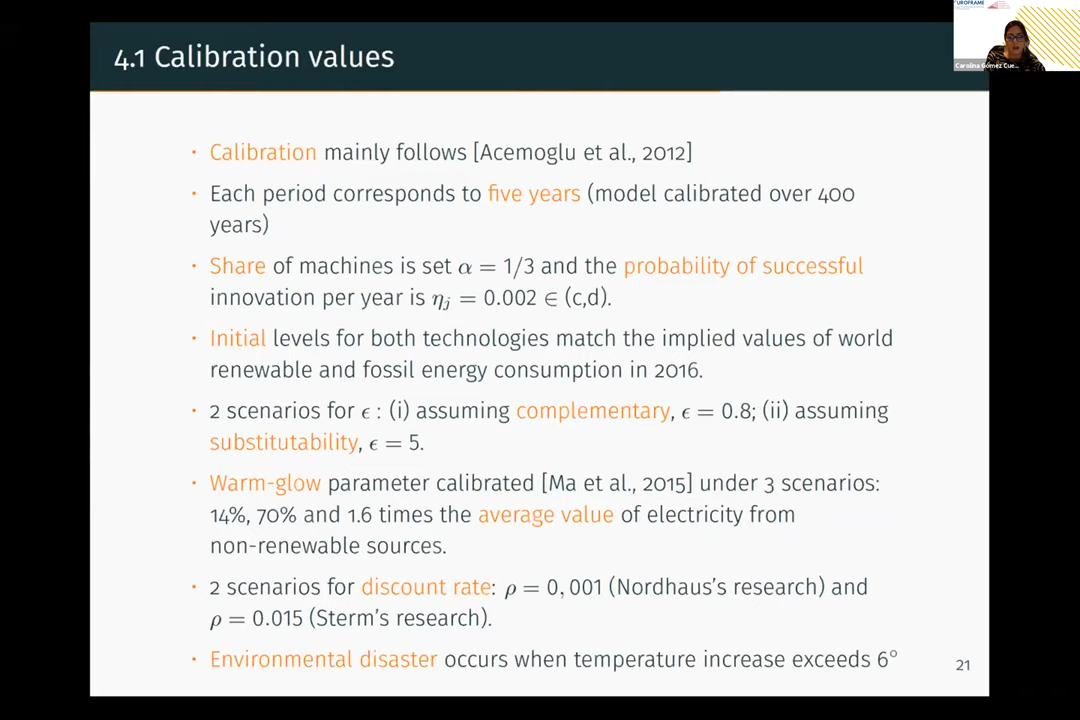 4.1 Calibration values
UROFRAME
Carolina Gómez Cue...
· Calibration mainly follows [Acemoglu et al., 2012]
· Each period corresponds to five years (model calibrated over 400
years)
· Share of machines is set α = 1/3 and the probability of successful
innovation per year is ηj = 0.002 ∈ (c,d).
· Initial levels for both technologies match the implied values of world
renewable and fossil energy consumption in 2016.
· 2 scenarios for ϵ : (i) assuming complementary, ϵ = 0.8; (ii) assuming
substitutability, ϵ = 5.
· Warm-glow parameter calibrated [Ma et al., 2015] under 3 scenarios:
14%, 70% and 1.6 times the average value of electricity from
non-renewable sources.
· 2 scenarios for discount rate: ρ = 0, 001 (Nordhaus's research) and
ρ = 0.015 (Sterm's research).
· Environmental disaster occurs when temperature increase exceeds 6°
21